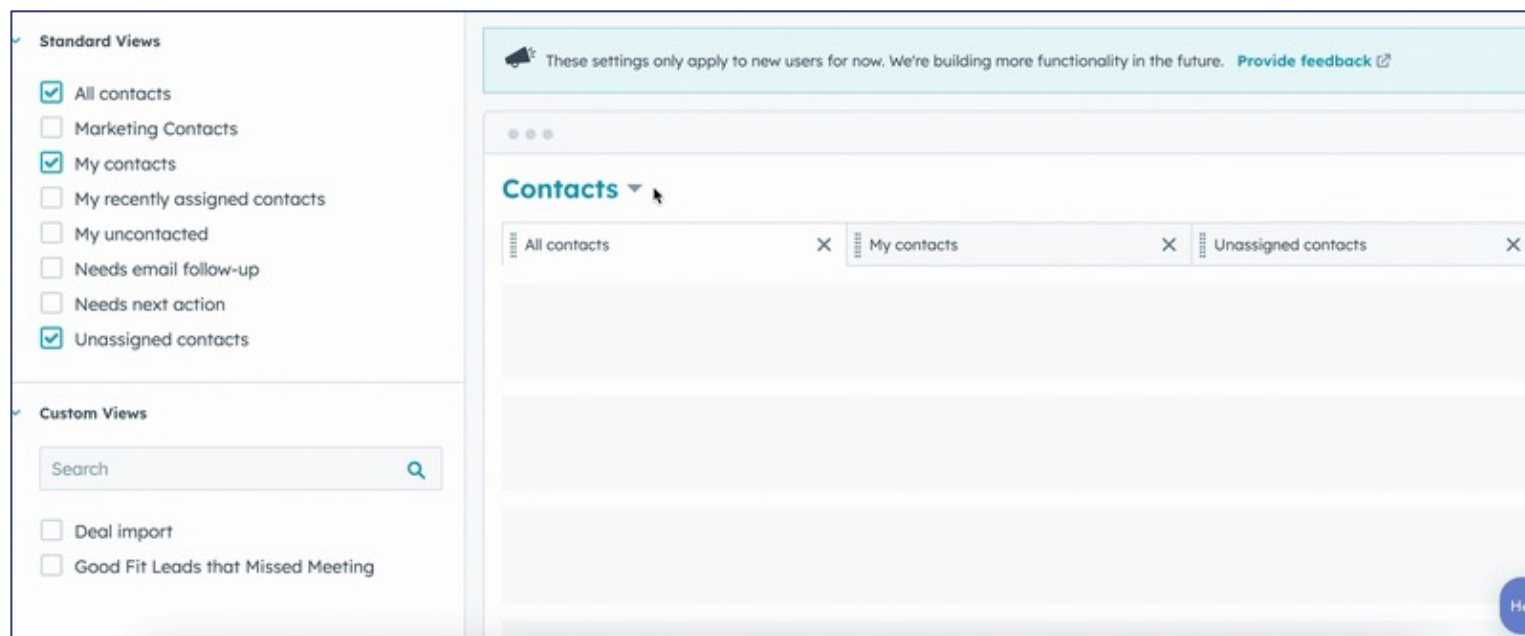 Standard Views
All contacts
Marketing Contacts
My contacts
My recently assigned contacts
My uncontacted
Needs email follow-up
Needs next action
Unassigned contacts
Custom Views
Search
Deal import
Good Fit Leads that Missed Meeting
These settings only apply to new users for now. We're building more functionality in the future. Provide feedback
Contacts
All contacts
My contacts
Unassigned contacts